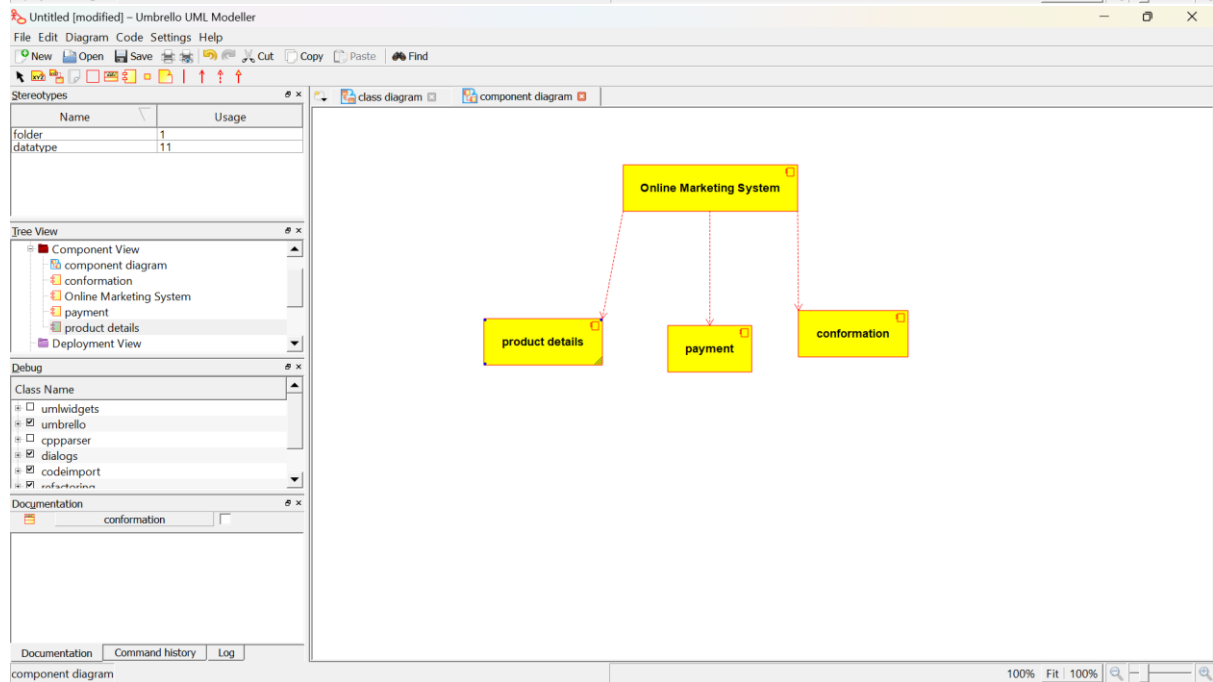 Untitled [modified] – Umbrello UML Modeller
File Edit Diagram Code Settings Help
New Open Save Cut Copy Paste Find
Stereotypes
Name Usage
folder 1
datatype 11
Tree View
Component View
component diagram
conformation
Online Marketing System
payment
product details
Deployment View
Debug
Class Name
umlwidgets
umbrello
cppparser
dialogs
codeimport
refactoring
Documentation
conformation
Documentation Command history Log
class diagram component diagram
Online Marketing System
product details
payment
conformation
component diagram
100% Fit 100%